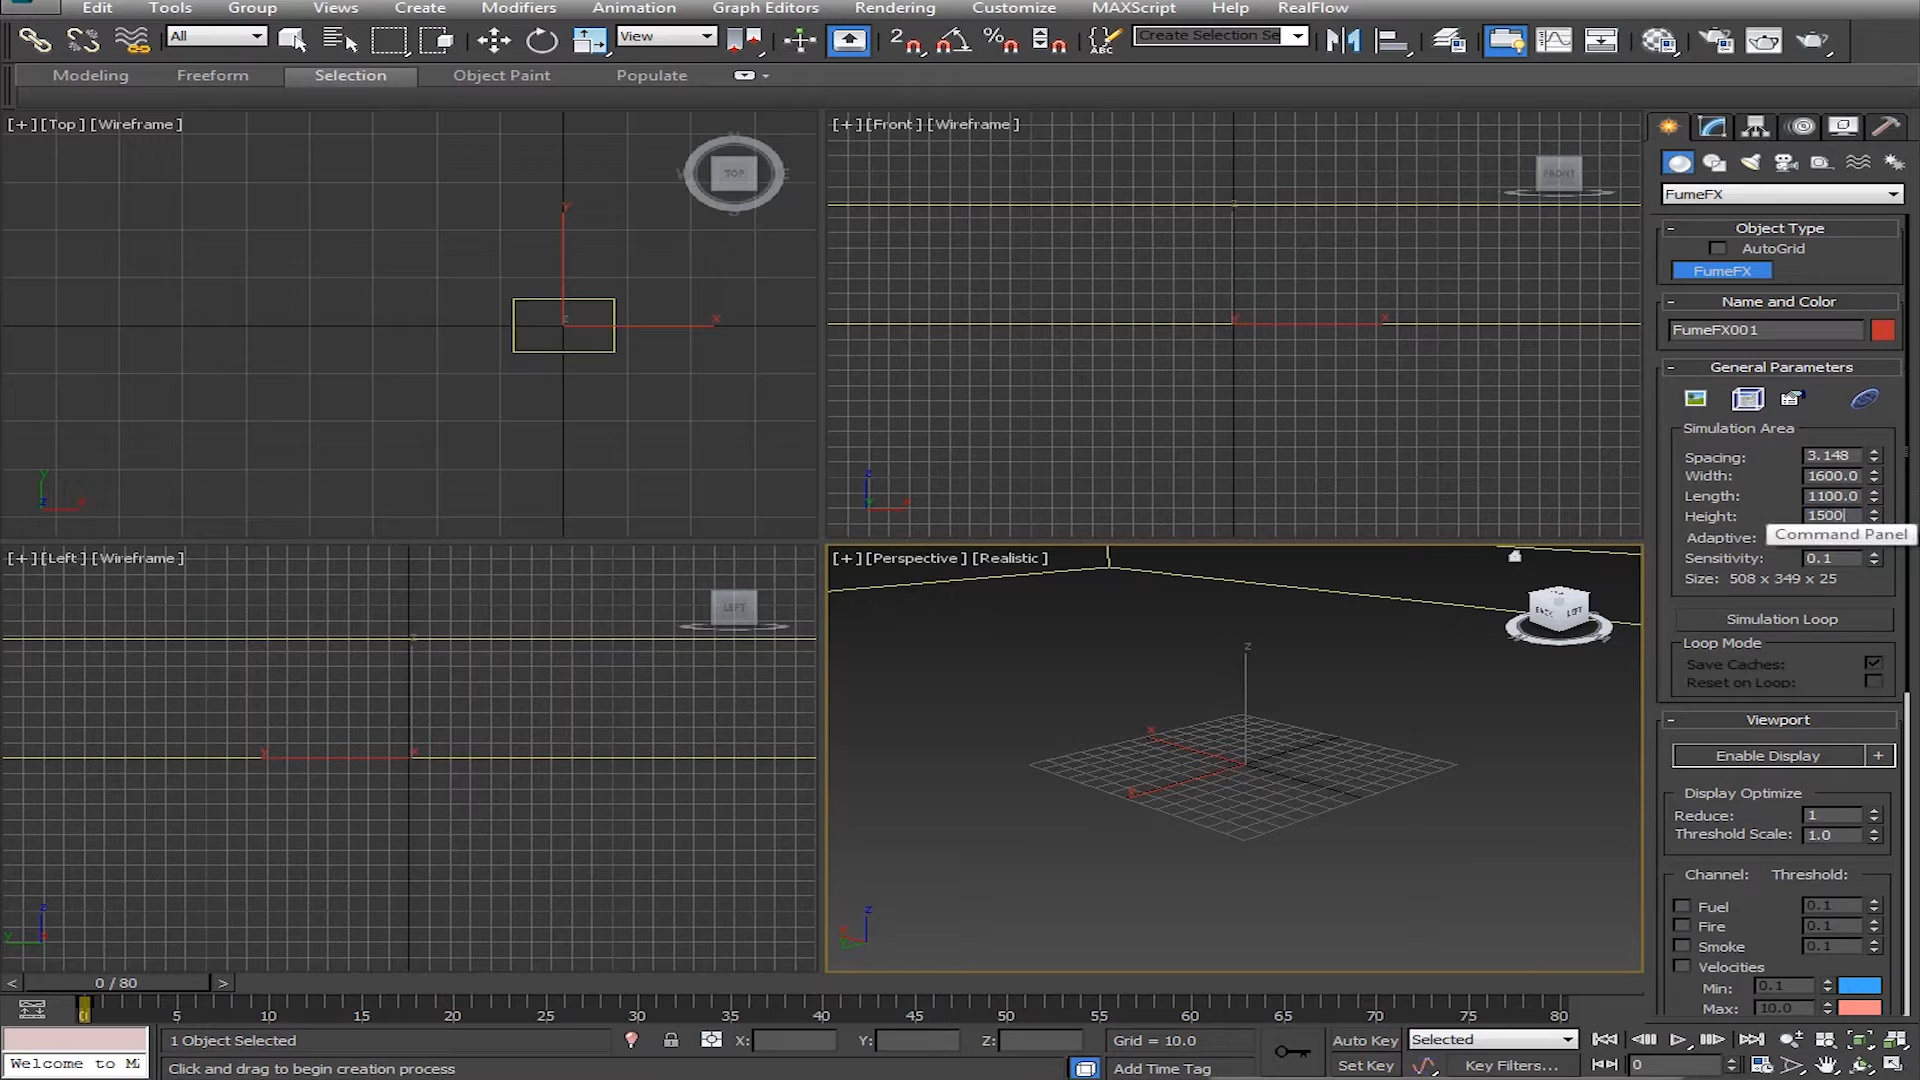 Edit Tools Group Views Create Modifiers Animation Graph Editors Rendering Customize MAXScript Help RealFlow
All View Create Selection Se
Modeling Freeform Selection Object Paint Populate
[+][Top][Wireframe]
TOP
Y
x
z
[+][Front][Wireframe]
FRONT
z
x
[+][Left][Wireframe]
LEFT
z
x
[+][Perspective][Realistic]
BACK LEFT
z
x
FumeFX
Object Type
AutoGrid
FumeFX
Name and Color
FumeFX001
General Parameters
Simulation Area
Spacing: 3.148
Width: 1600.0
Length: 1100.0
Height: 1500
Command Panel
Adaptive:
Sensitivity: 0.1
Size: 508 x 349 x 25
Simulation Loop
Loop Mode
Save Caches:
Reset on Loop:
Viewport
Enable Display +
Display Optimize
Reduce: 1
Threshold Scale: 1.0
Channel: Threshold:
Fuel 0.1
Fire 0.1
Smoke 0.1
Velocities
Min: 0.1
Max: 10.0
< 0 / 80 >
0 5 10 15 20 25 30 35 40 45 50 55 60 65 70 75 80
1 Object Selected X: Y: Z: Grid = 10.0 Auto Key Selected
Welcome to M Click and drag to begin creation process Add Time Tag Set Key Key Filters... 0